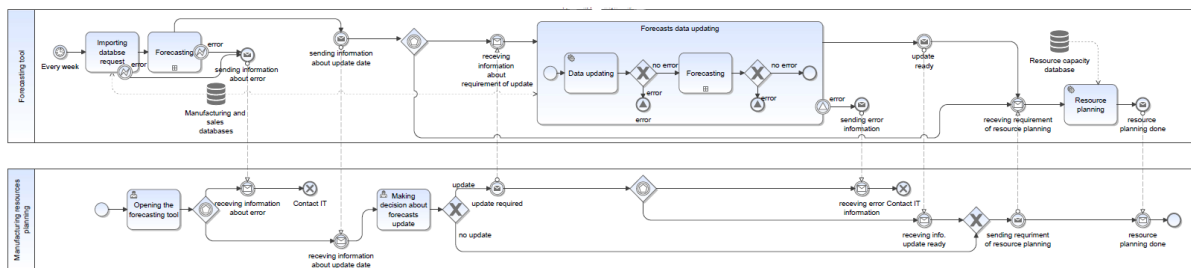 Forecasting tool
Every week
Importing
databse
request
error
Forecasting
error
sending information
about error
Manufacturing and
sales
databases
sending information
about update date
receving
information
about
requirement of update
Forecasts data updating
Data updating
no error
error
Forecasting
no error
error
error
sending error
information
update
ready
Resource capacity
database
receving requirement
of resource planning
Resource
planning
resource
planning done
Manufacturing resources
planning
Opening the
forecasting tool
receving information
about error
Contact IT
receving information
about update date
Making
decision about
forecasts
update
update
no update
update required
receving error
information
Contact IT
receving info.
update ready
sending requriment
of resource planning
resource
planning done